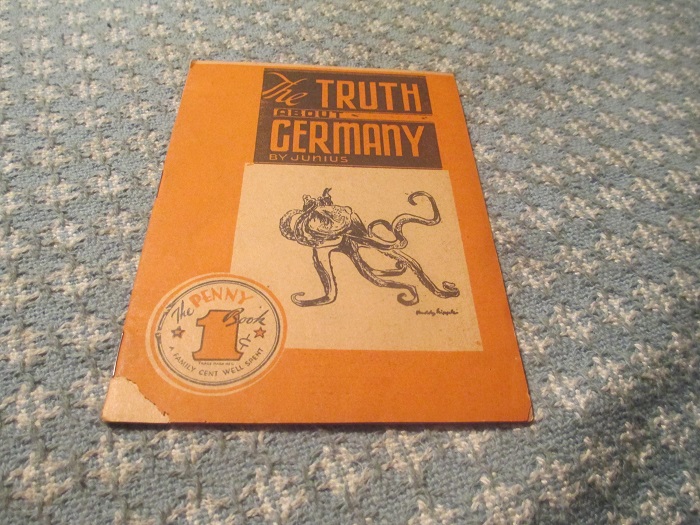 The TRUTH
ABOUT ~
GERMANY
BY JUNIUS
The PENNY
1 Book
A FAMILY CENT WELL SPENT